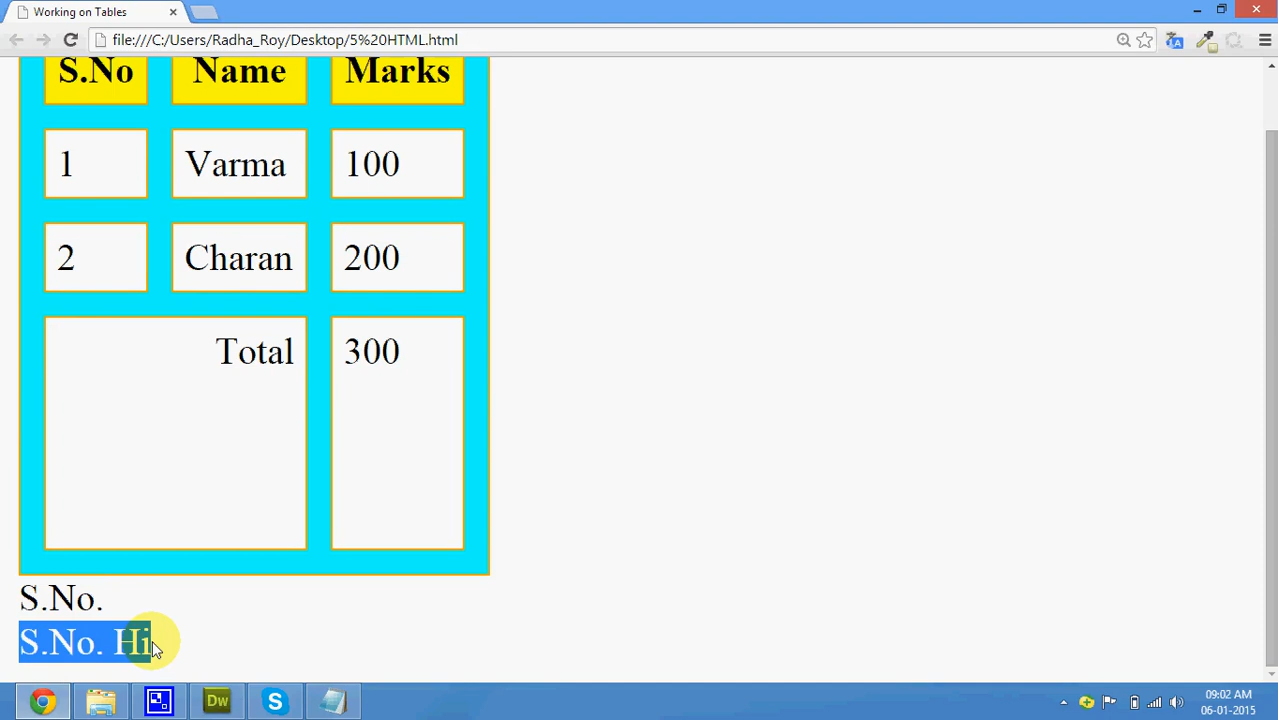 Working on Tables
file:///C:/Users/Radha_Roy/Desktop/5%20HTML.html
S.No Name Marks
1 Varma 100
2 Charan 200
Total 300
S.No.
S.No. Hi
Dw
09:02 AM
06-01-2015